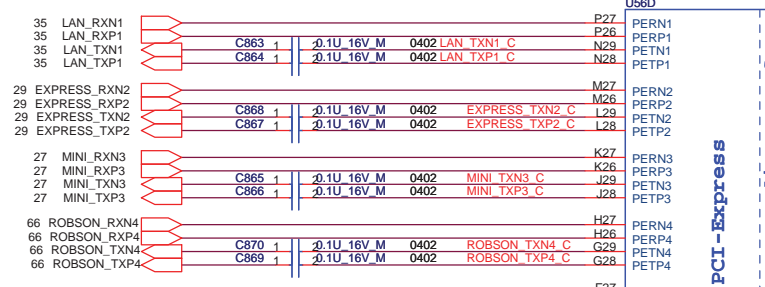 U56D
35 LAN_RXN1 P27 PERN1
35 LAN_RXP1 P26 PERP1
35 LAN_TXN1 C863 1 2 0.1U_16V_M 0402 LAN_TXN1_C N29 PETN1
35 LAN_TXP1 C864 1 2 0.1U_16V_M 0402 LAN_TXP1_C N28 PETP1
29 EXPRESS_RXN2 M27 PERN2
29 EXPRESS_RXP2 M26 PERP2
29 EXPRESS_TXN2 C868 1 2 0.1U_16V_M 0402 EXPRESS_TXN2_C L29 PETN2
29 EXPRESS_TXP2 C867 1 2 0.1U_16V_M 0402 EXPRESS_TXP2_C L28 PETP2
27 MINI_RXN3 K27 PERN3
27 MINI_RXP3 K26 PERP3
27 MINI_TXN3 C865 1 2 0.1U_16V_M 0402 MINI_TXN3_C J29 PETN3
27 MINI_TXP3 C866 1 2 0.1U_16V_M 0402 MINI_TXP3_C J28 PETP3
66 ROBSON_RXN4 H27 PERN4
66 ROBSON_RXP4 H26 PERP4
66 ROBSON_TXN4 C870 1 2 0.1U_16V_M 0402 ROBSON_TXN4_C G29 PETN4
66 ROBSON_TXP4 C869 1 2 0.1U_16V_M 0402 ROBSON_TXP4_C G28 PETP4
PCI-Express